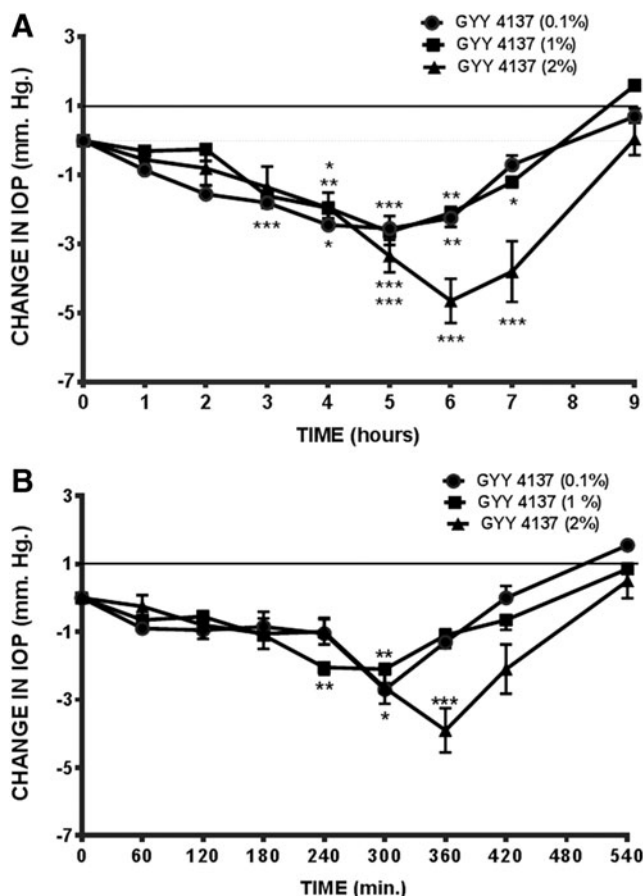 A
GYY 4137 (0.1%)
GYY 4137 (1%)
GYY 4137 (2%)
CHANGE IN IOP (mm. Hg.)
3
1
-1
-3
-5
-7
*
**
***
*
***
***
***
**
**
***
*
***
0 1 2 3 4 5 6 7 8 9
TIME (hours)
B
GYY 4137 (0.1%)
GYY 4137 (1 %)
GYY 4137 (2%)
CHANGE IN IOP (mm. Hg.)
3
1
-1
-3
-5
-7
**
**
*
***
0 60 120 180 240 300 360 420 480 540
TIME (min.)